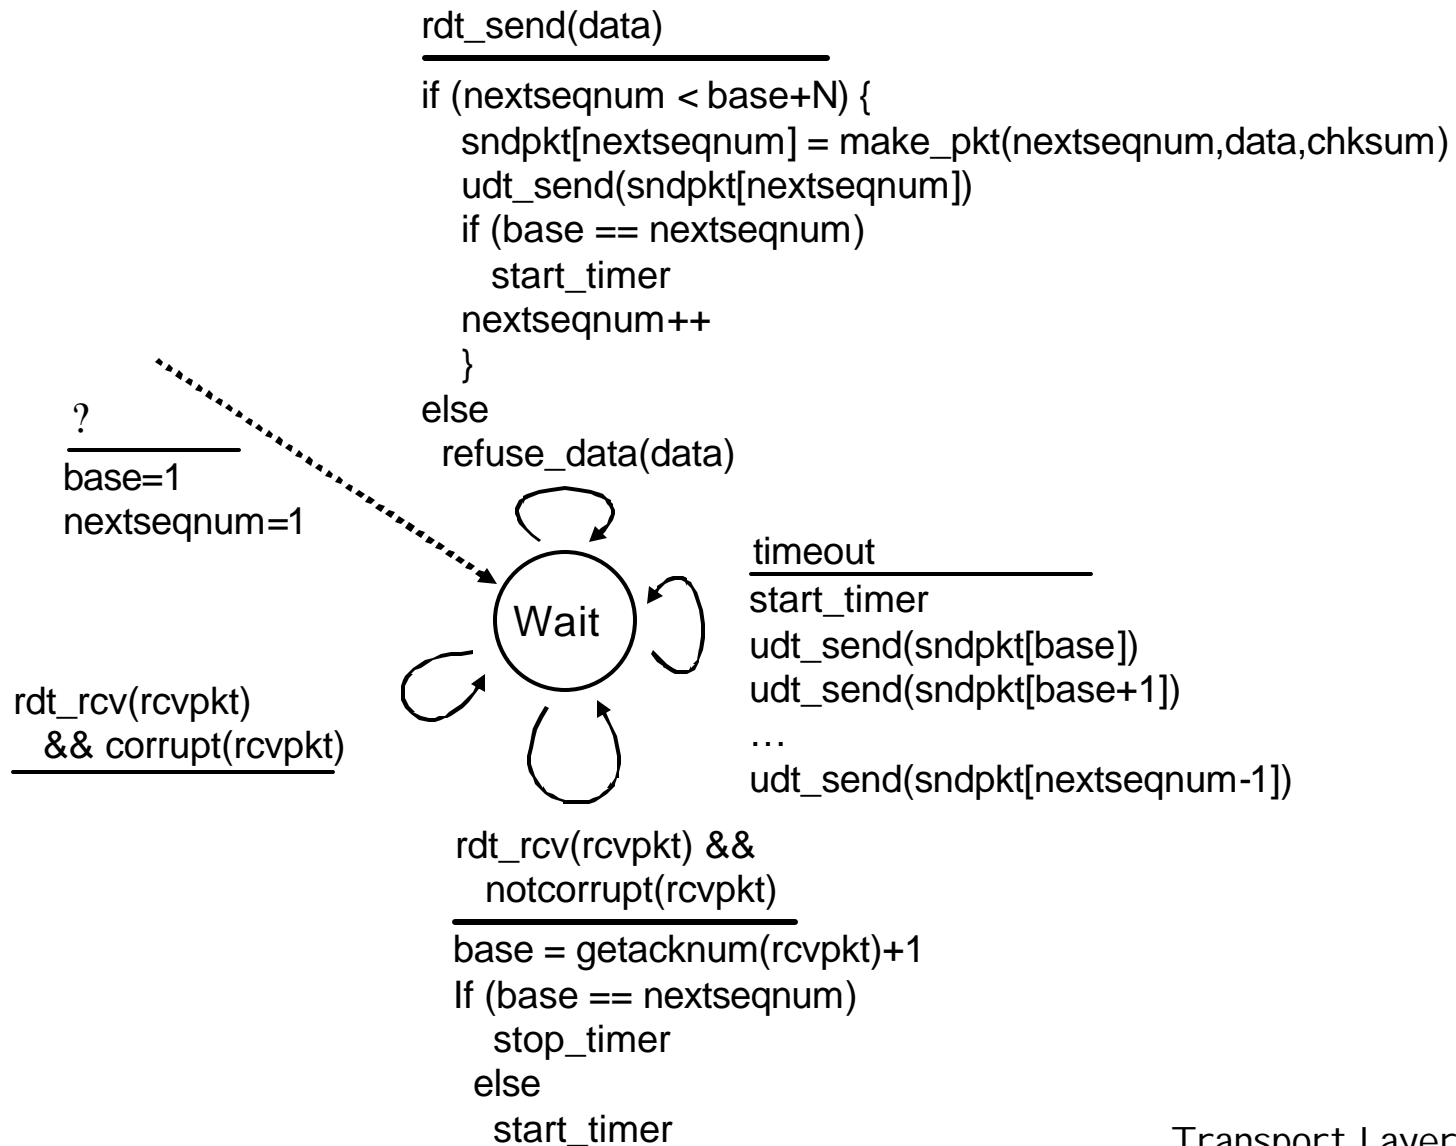 rdt_send(data)
if (nextseqnum < base+N) {
sndpkt[nextseqnum] = make_pkt(nextseqnum,data,chksum)
udt_send(sndpkt[nextseqnum])
if (base == nextseqnum)
start_timer
nextseqnum++
}
else
refuse_data(data)
?
base=1
nextseqnum=1
Wait
timeout
start_timer
udt_send(sndpkt[base])
udt_send(sndpkt[base+1])
…
udt_send(sndpkt[nextseqnum-1])
rdt_rcv(rcvpkt)
&& corrupt(rcvpkt)
rdt_rcv(rcvpkt) &&
notcorrupt(rcvpkt)
base = getacknum(rcvpkt)+1
If (base == nextseqnum)
stop_timer
else
start_timer
Transport Layer